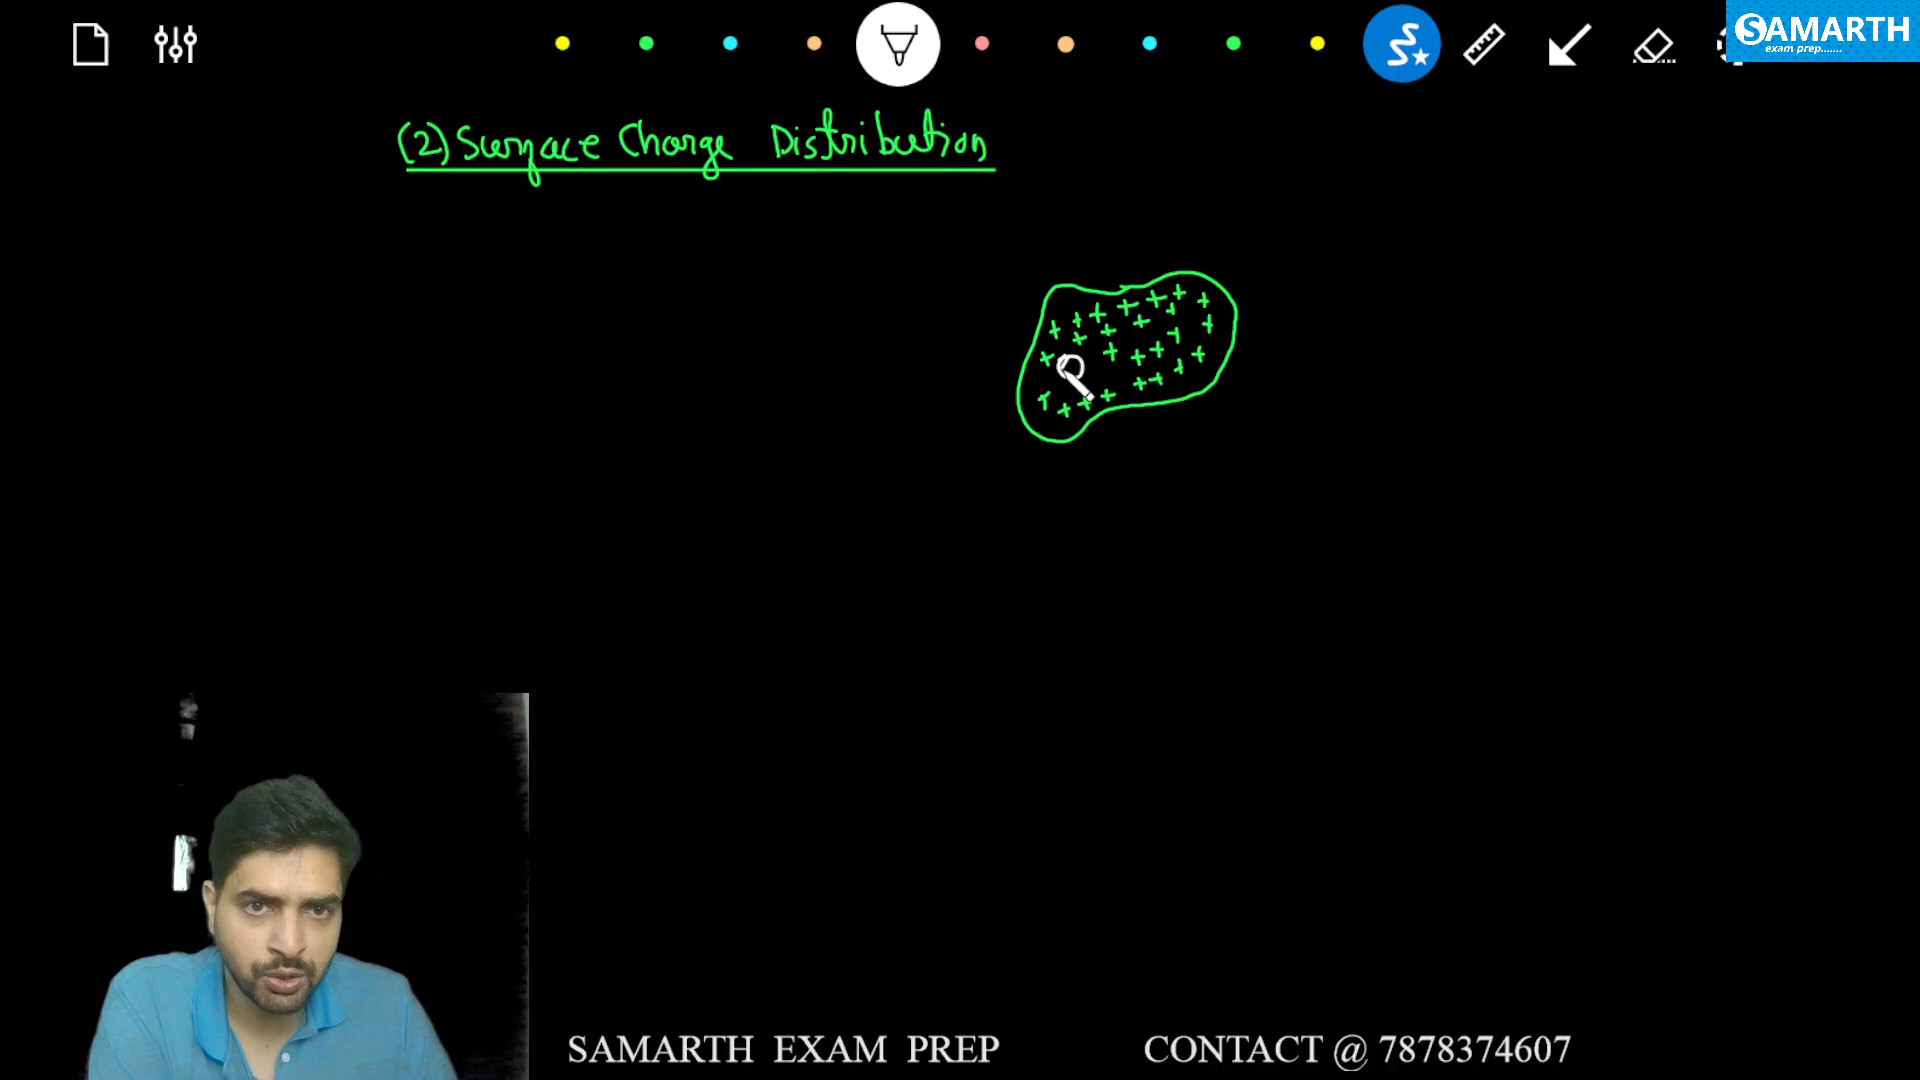 SAMARTH
exam prep.......
(2) Surface Charge Distribution
SAMARTH EXAM PREP
CONTACT @ 7878374607